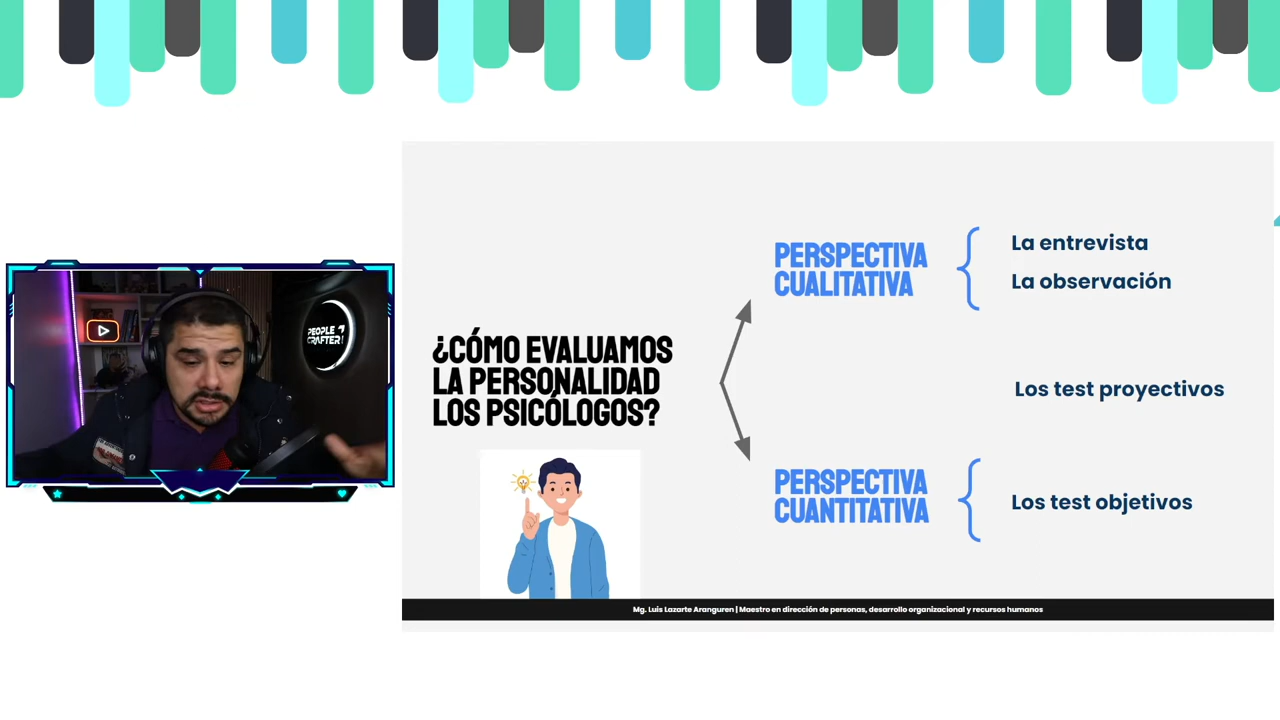 PEOPLE
CRAFTER
¿CÓMO EVALUAMOS
LA PERSONALIDAD
LOS PSICÓLOGOS?
PERSPECTIVA
CUALITATIVA
La entrevista
La observación
Los test proyectivos
PERSPECTIVA
CUANTITATIVA
Los test objetivos
Mg. Luis Lazarte Aranguren | Maestro en dirección de personas, desarrollo organizacional y recursos humanos